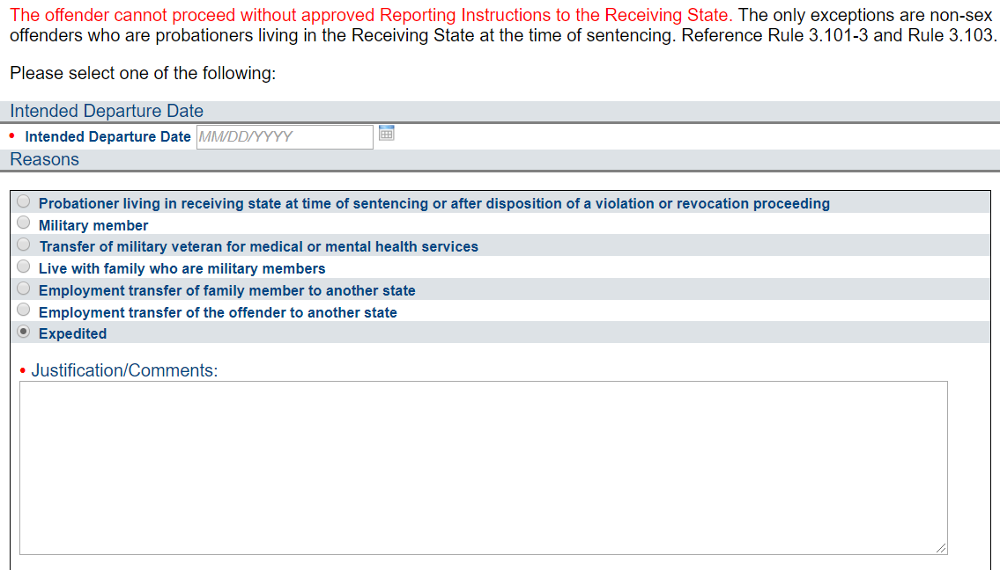 The offender cannot proceed without approved Reporting Instructions to the Receiving State. The only exceptions are non-sex
offenders who are probationers living in the Receiving State at the time of sentencing. Reference Rule 3.101-3 and Rule 3.103.
Please select one of the following:
Intended Departure Date
• Intended Departure Date MM/DD/YYYY
Reasons
Probationer living in receiving state at time of sentencing or after disposition of a violation or revocation proceeding
Military member
Transfer of military veteran for medical or mental health services
Live with family who are military members
Employment transfer of family member to another state
Employment transfer of the offender to another state
Expedited
• Justification/Comments: